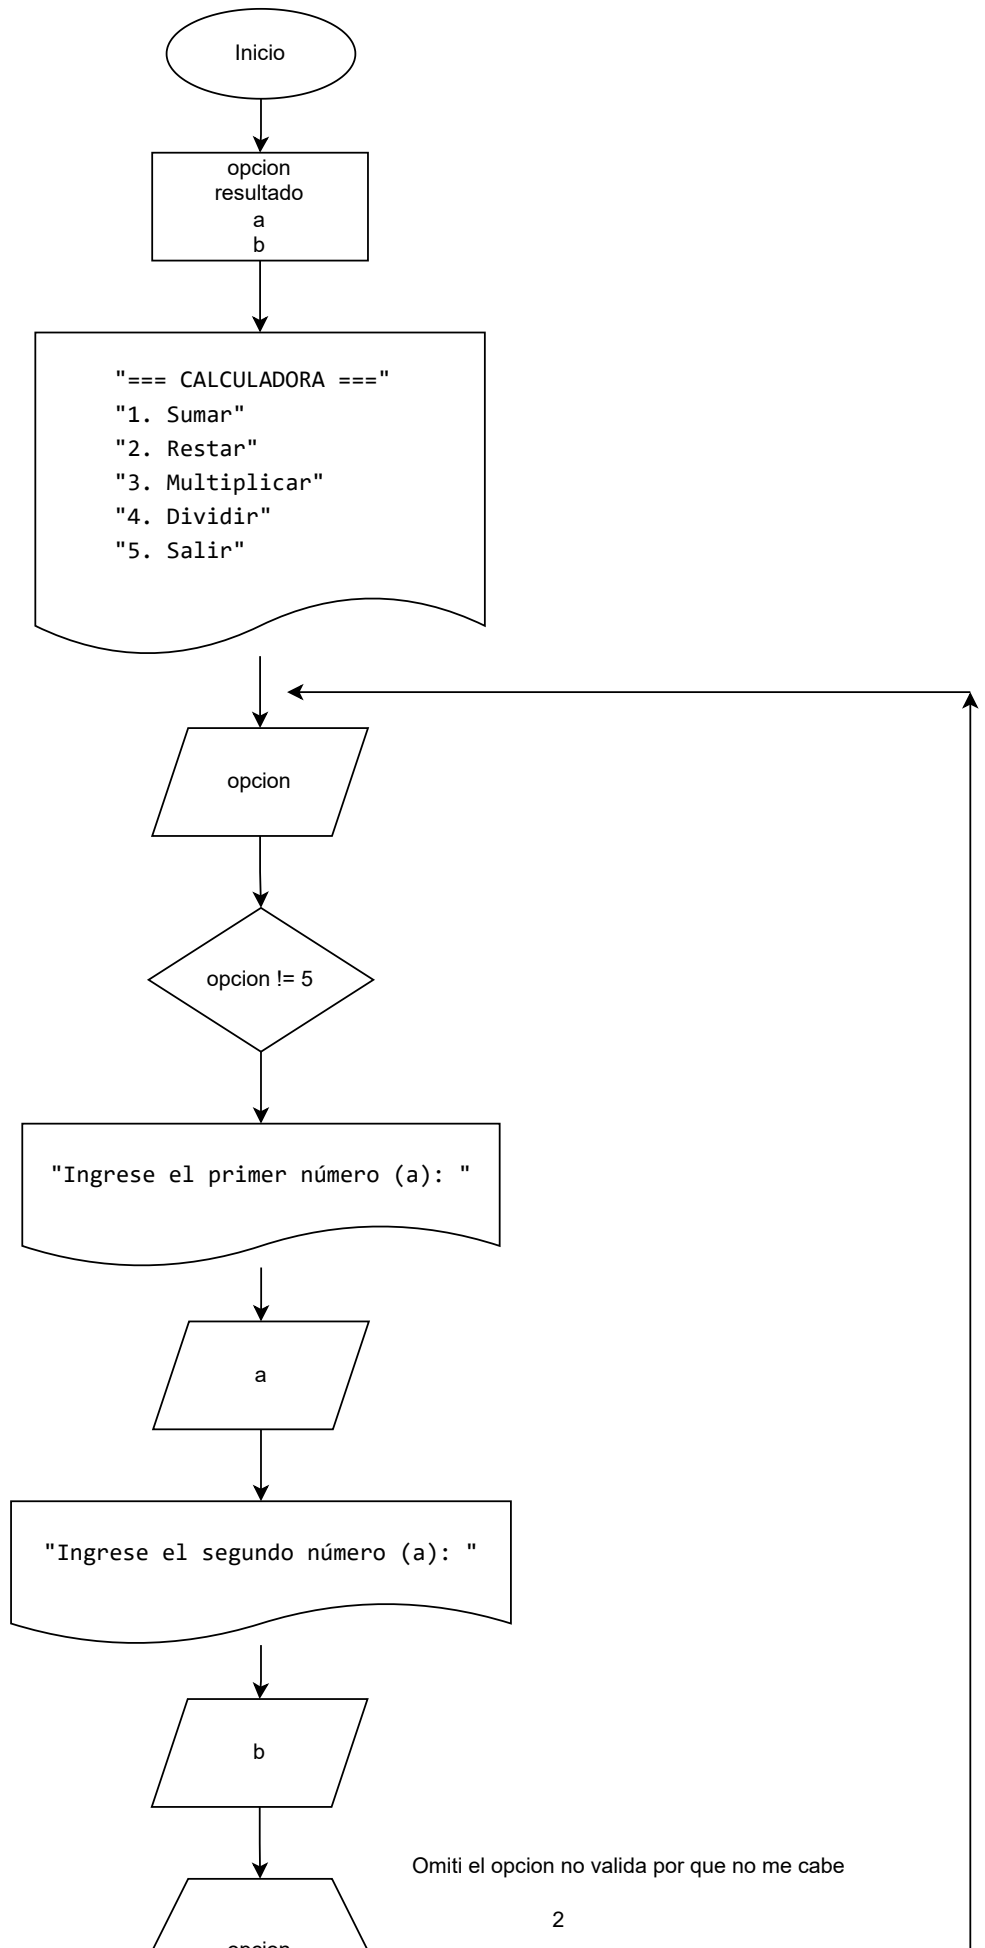 Inicio
opcion
resultado
a
b
"=== CALCULADORA ==="
"1. Sumar"
"2. Restar"
"3. Multiplicar"
"4. Dividir"
"5. Salir"
opcion
opcion != 5
"Ingrese el primer número (a): "
a
"Ingrese el segundo número (a): "
b
Omiti el opcion no valida por que no me cabe
2
opcion